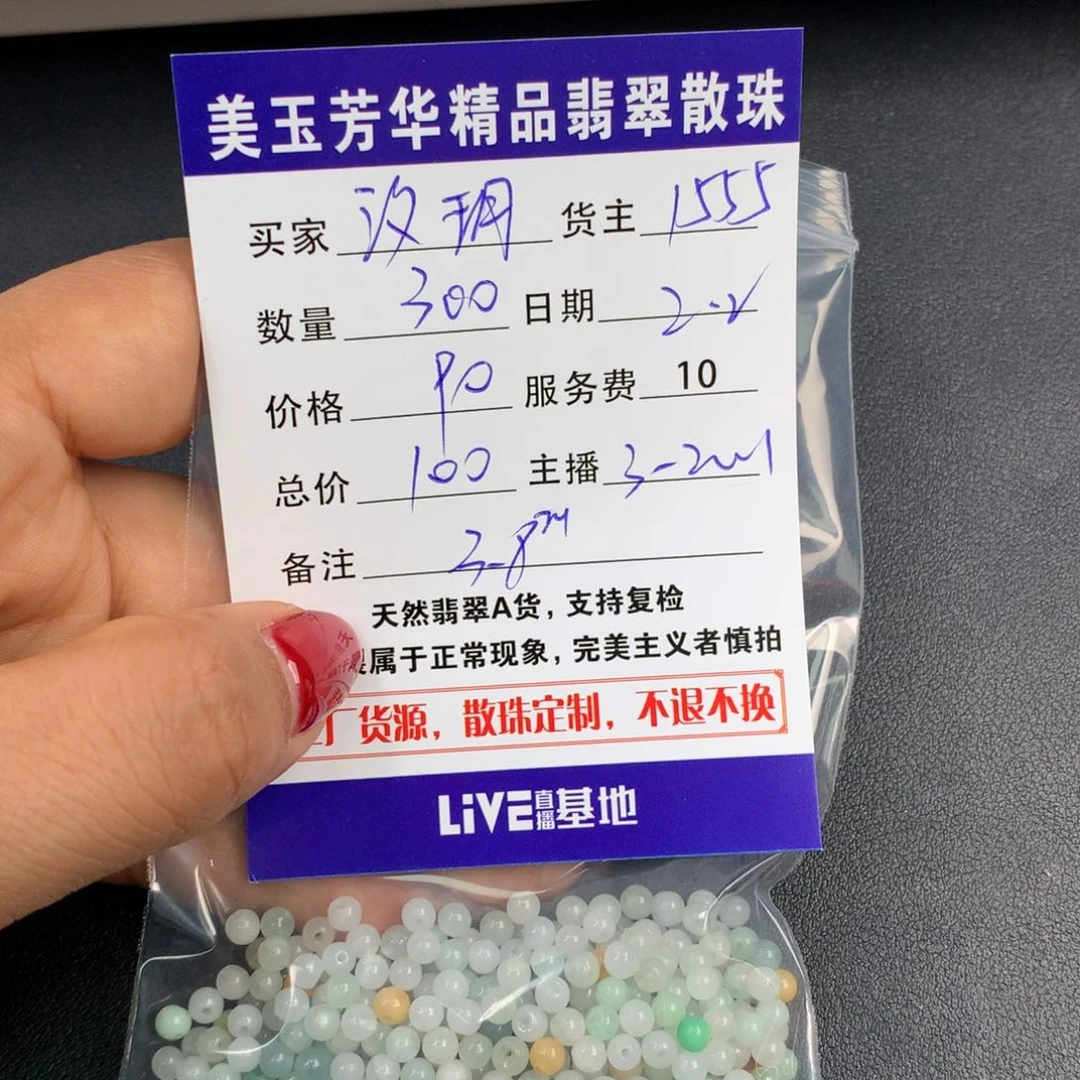 美玉芳华精品翡翠散珠
买家 汝玥 货主 1555
数量 300 日期 2.2
价格 90 服务费 10
总价 100 主播
备注
天然翡翠A货，支持复检
属于正常现象，完美主义者慎拍
厂货源，散珠定制，不退不换
LiVE直播基地